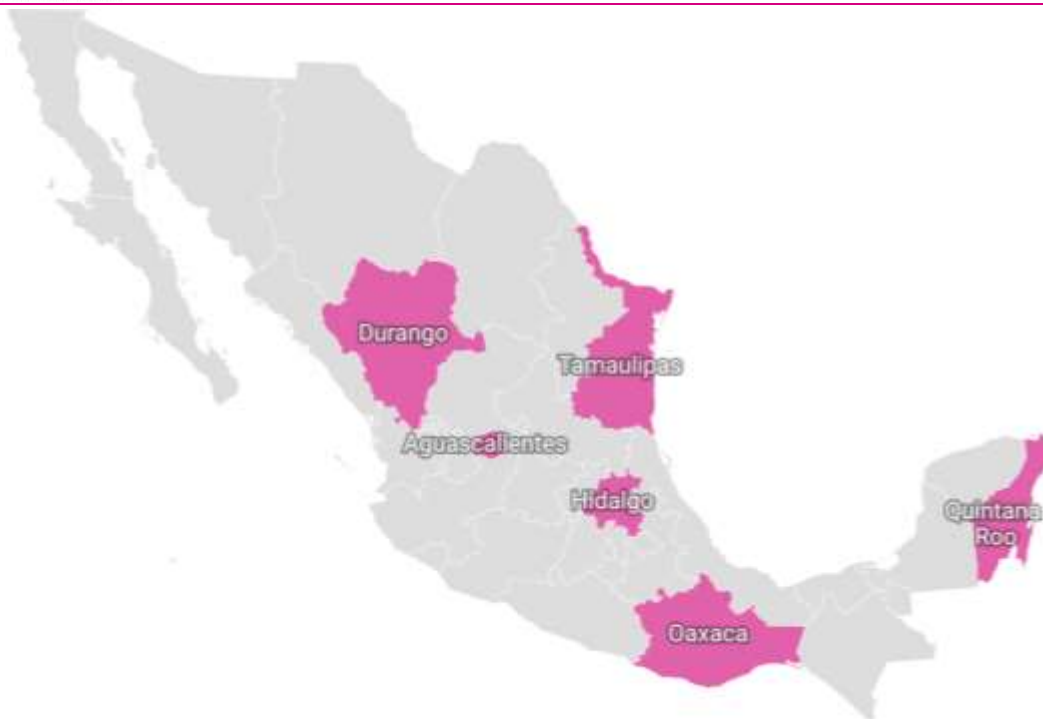 Durango
Tamaulipas
Aguascalientes
Hidalgo
Quintana
Roo
Oaxaca